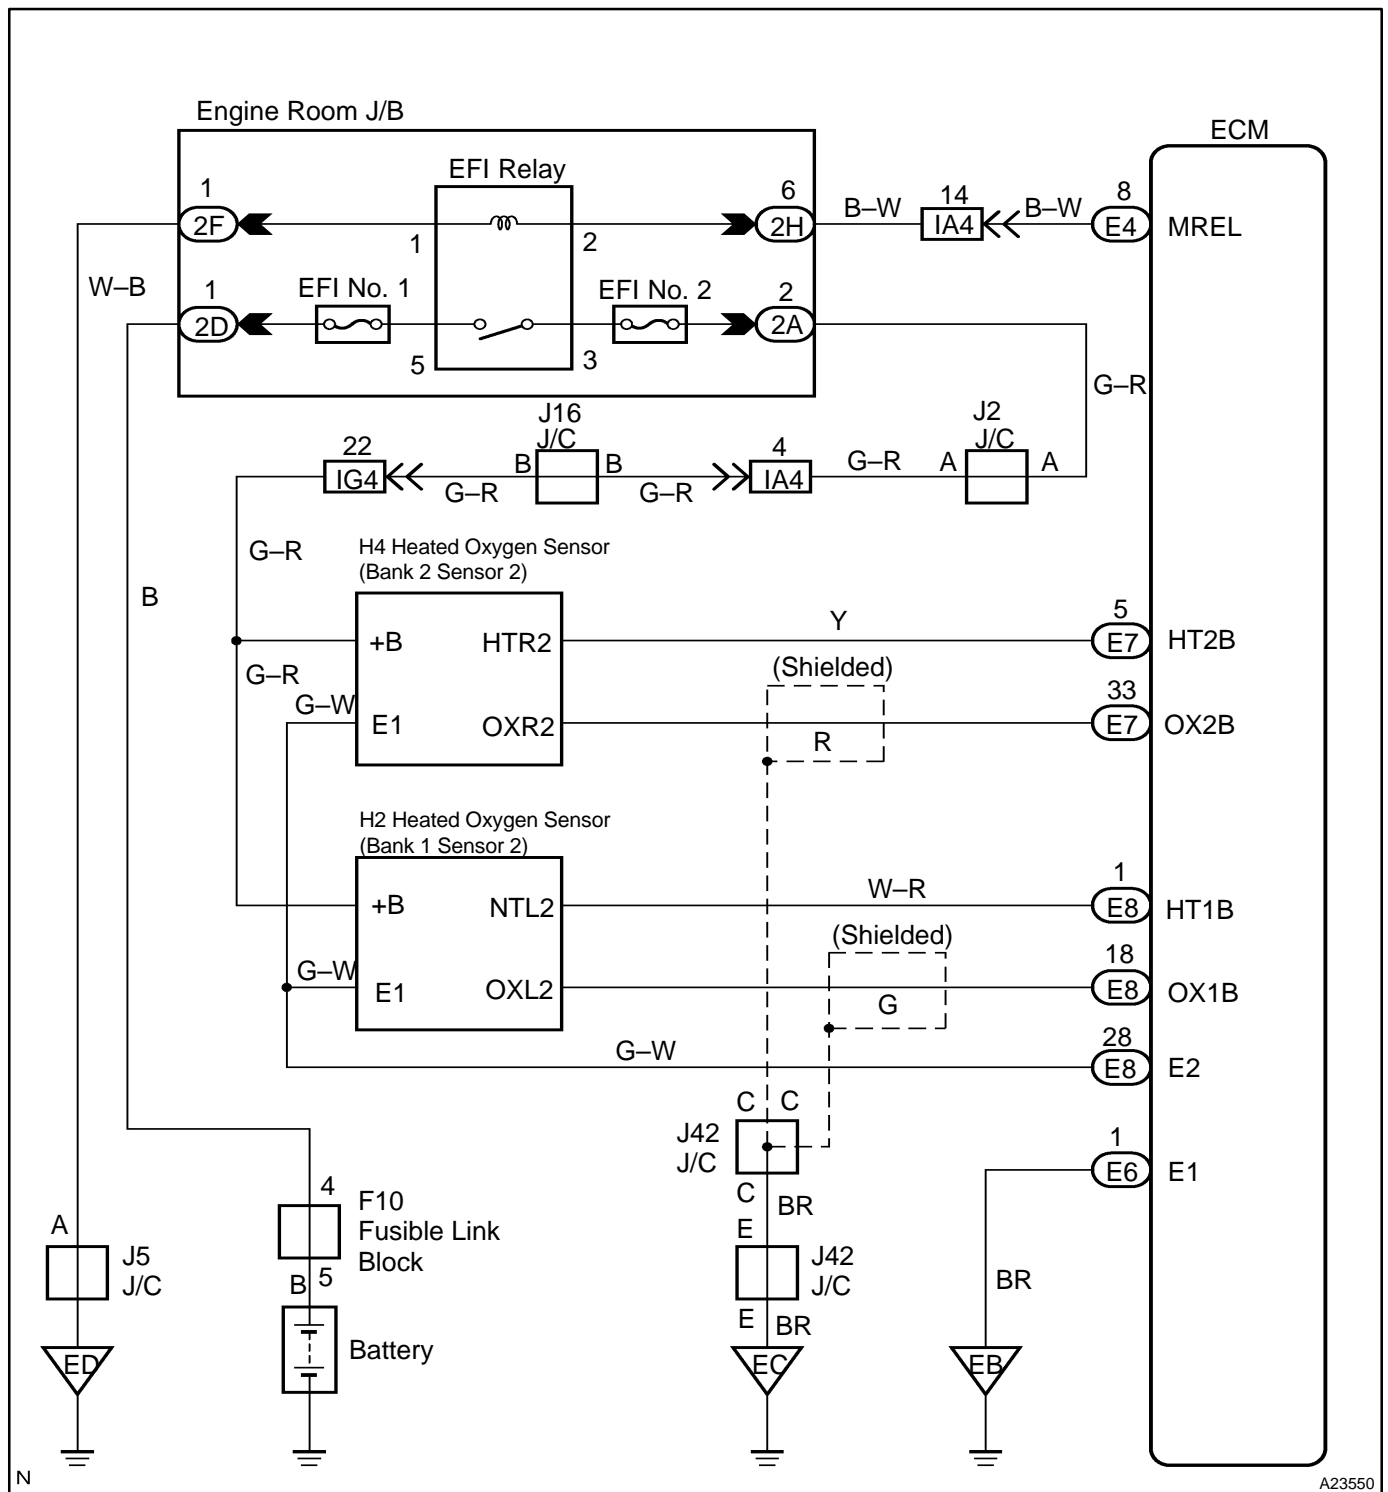 Engine Room J/B
ECM
EFI Relay
1
6
14
8
2F
2H
B–W
IA4
B–W
E4
MREL
1
2
W–B
1
EFI No. 1
EFI No. 2
2
2D
2A
5
3
G–R
J16
J/C
J2
J/C
22
4
IG4
B
B
IA4
G–R
A
A
G–R
G–R
G–R
H4 Heated Oxygen Sensor
(Bank 2 Sensor 2)
B
5
Y
+B
HTR2
E7
HT2B
G–R
(Shielded)
G–W
33
E1
OXR2
R
E7
OX2B
H2 Heated Oxygen Sensor
(Bank 1 Sensor 2)
1
W–R
+B
NTL2
E8
HT1B
(Shielded)
G–W
18
E1
OXL2
G
E8
OX1B
28
G–W
E8
E2
C
C
J42
J/C
1
E6
E1
C
BR
4
F10
Fusible Link
Block
A
E
J5
J/C
J42
J/C
B
5
BR
E
BR
Battery
ED
EC
EB
N
A23550